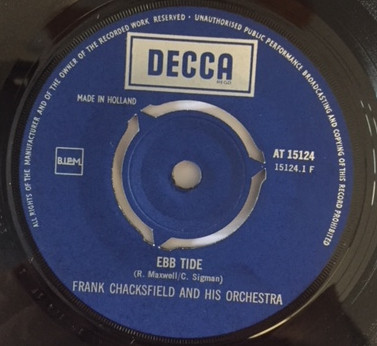 ALL RIGHTS OF THE MANUFACTURER AND OF THE OWNER OF THE RECORDED WORK RESERVED · UNAUTHORISED PUBLIC PERFORMANCE BROADCASTING AND COPYING OF THIS RECORD PROHIBITED
DECCA
MADE IN HOLLAND
B.I.E.M.
AT 15124
15124.1 F
EBB TIDE
(R. Maxwell/C. Sigman)
FRANK CHACKSFIELD AND HIS ORCHESTRA